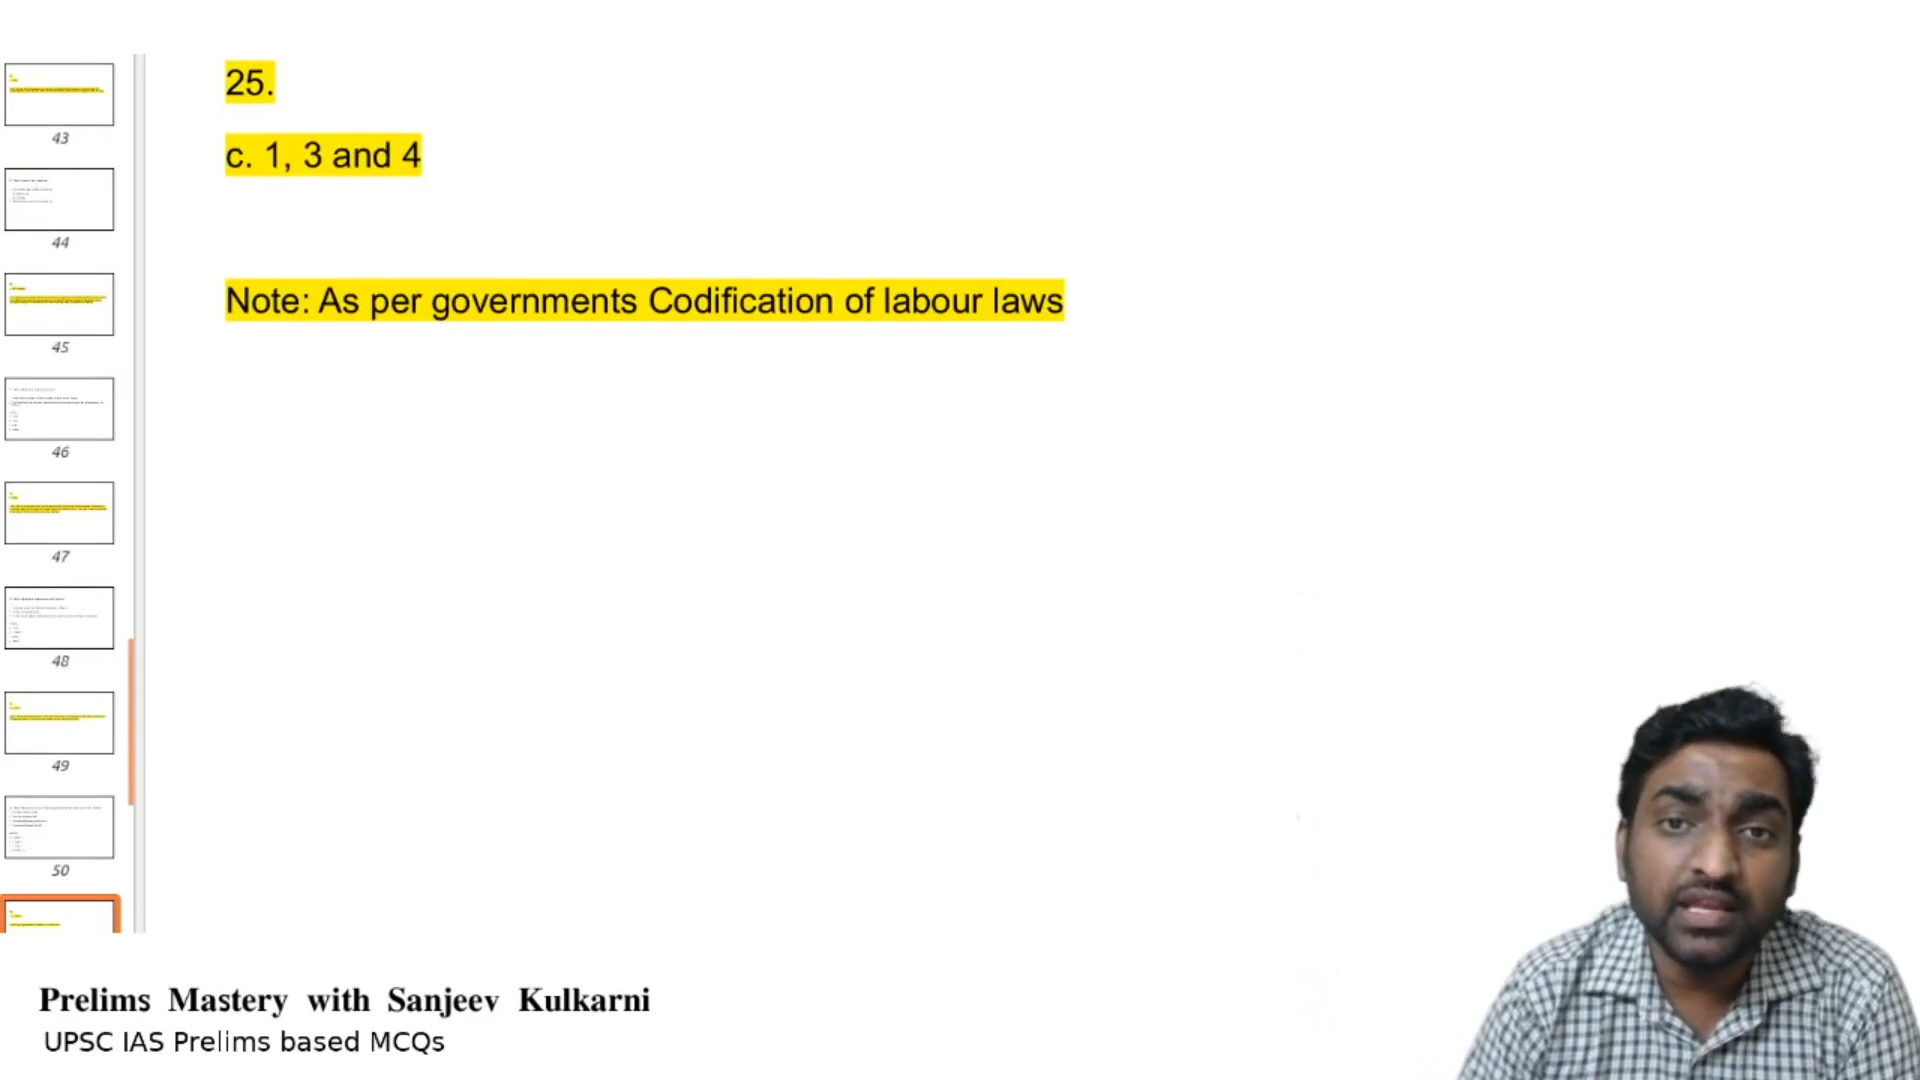 25.
c. 1, 3 and 4
Note: As per governments Codification of labour laws
43
44
45
46
47
48
49
50
Prelims Mastery with Sanjeev Kulkarni
UPSC IAS Prelims based MCQs